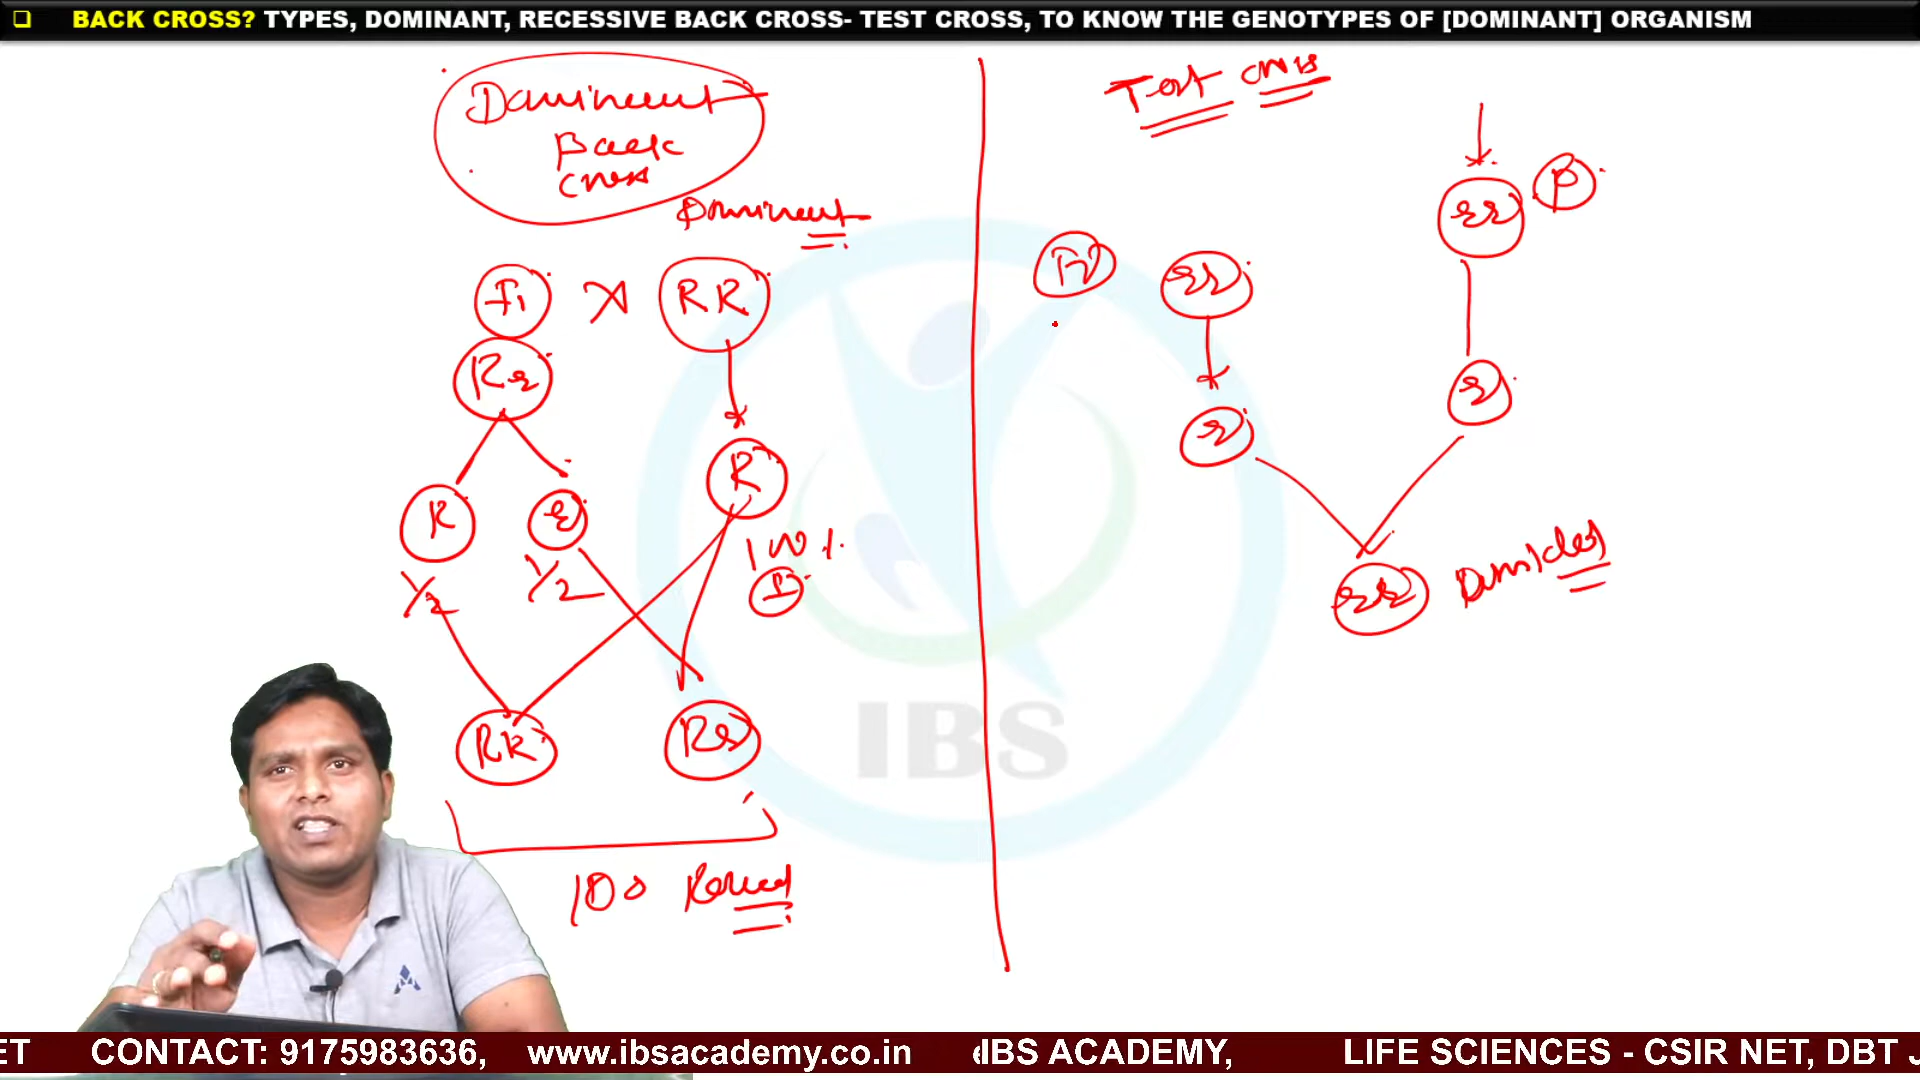 BACK CROSS? TYPES, DOMINANT, RECESSIVE BACK CROSS- TEST CROSS, TO KNOW THE GENOTYPES OF [DOMINANT] ORGANISM
Dominant
Back
Cross
Dominant
F1 X RR
Rr
R
R r
1/2 1/2
100 %
RR Rr
100 Round
Test cross
rr P
rr
r
r
rr
IBS
ET CONTACT: 9175983636, www.ibsacademy.co.in IBS ACADEMY, LIFE SCIENCES - CSIR NET, DBT J